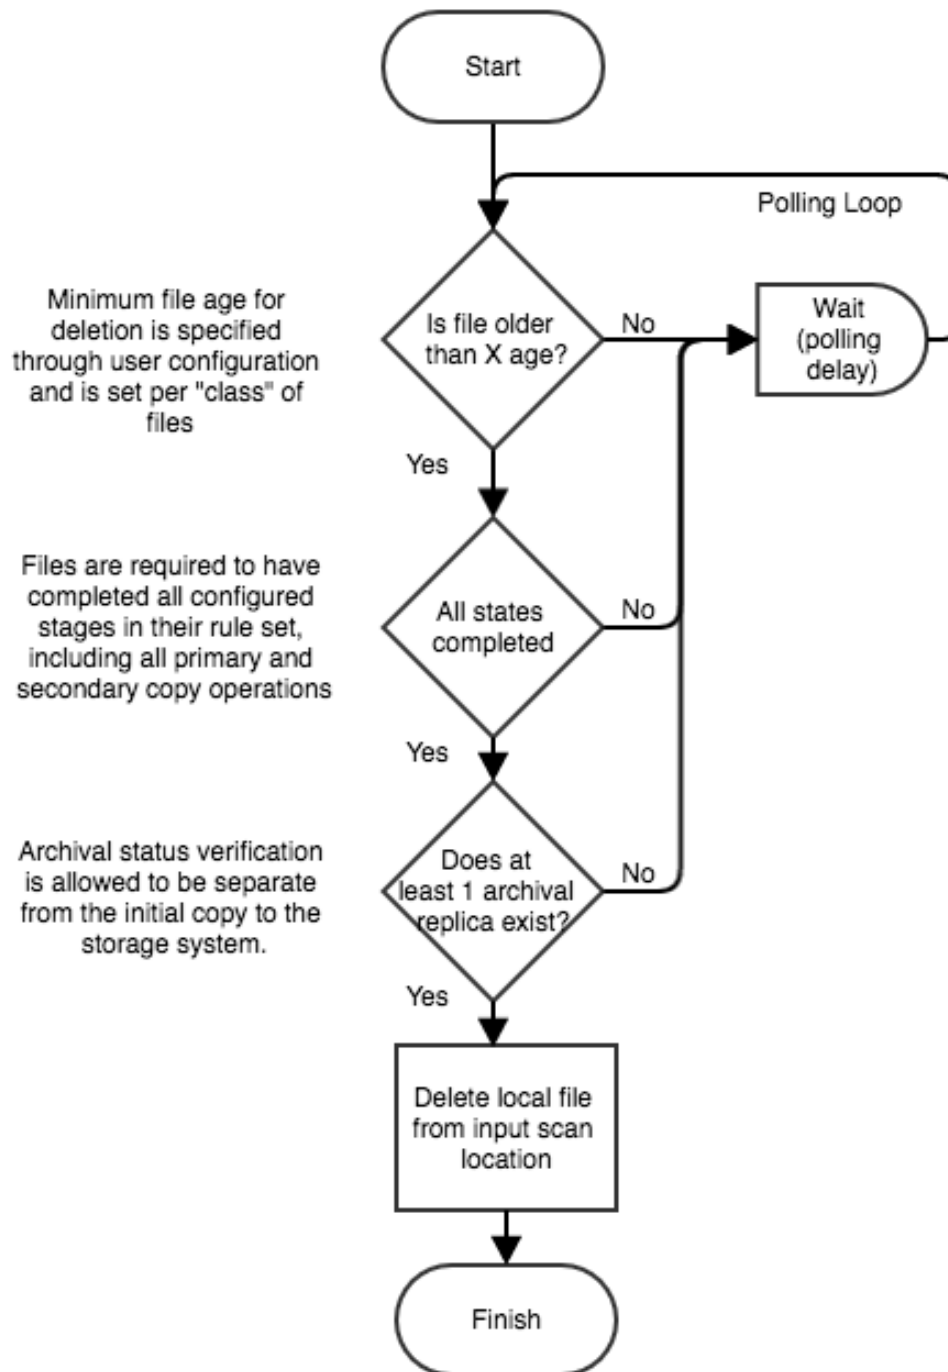 Start
Polling Loop
Minimum file age for
deletion is specified
through user configuration
and is set per "class" of
files
Is file older
than X age?
No
Wait
(polling
delay)
Yes
Files are required to have
completed all configured
stages in their rule set,
including all primary and
secondary copy operations
All states
completed
No
Yes
Archival status verification
is allowed to be separate
from the initial copy to the
storage system.
Does at
least 1 archival
replica exist?
No
Yes
Delete local file
from input scan
location
Finish